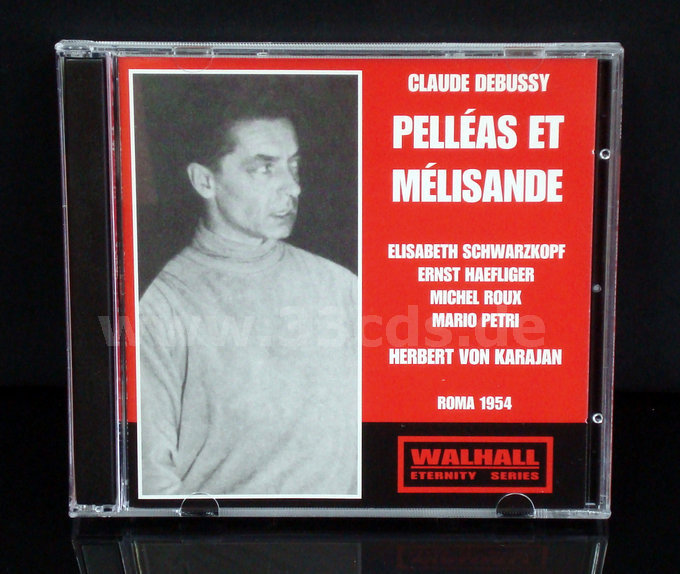 CLAUDE DEBUSSY
PELLÉAS ET
MÉLISANDE
ELISABETH SCHWARZKOPF
ERNST HAEFLIGER
MICHEL ROUX
MARIO PETRI
HERBERT VON KARAJAN
ROMA 1954
WALHALL
ETERNITY SERIES
www.33cds.de